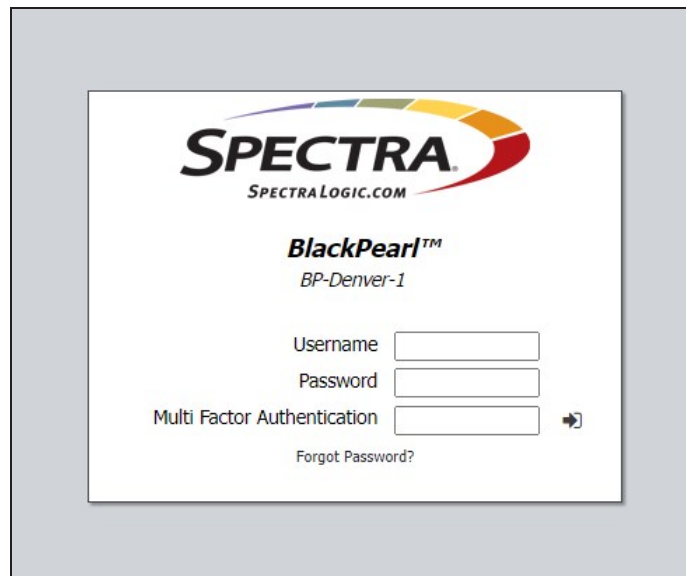 SPECTRA®
SPECTRALOGIC.COM
BlackPearl™
BP-Denver-1
Username
Password
Multi Factor Authentication
Forgot Password?